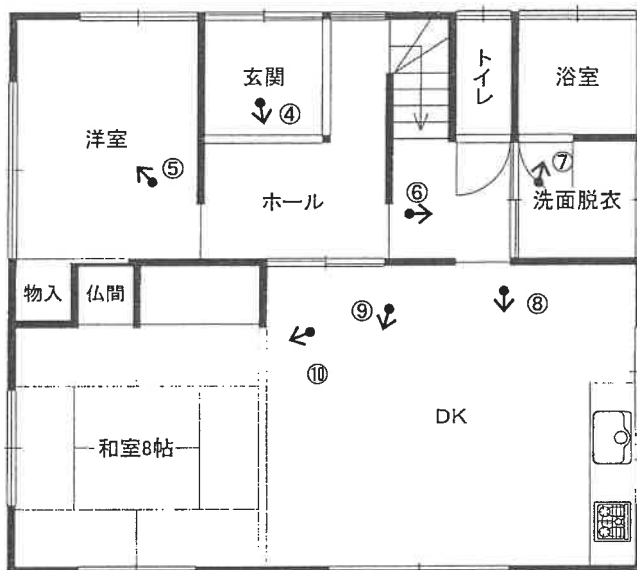 玄関
④
トイレ
浴室
洋室
⑤
⑥
⑦
ホール
洗面脱衣
物入
仏間
⑨
⑧
⑩
DK
和室8帖